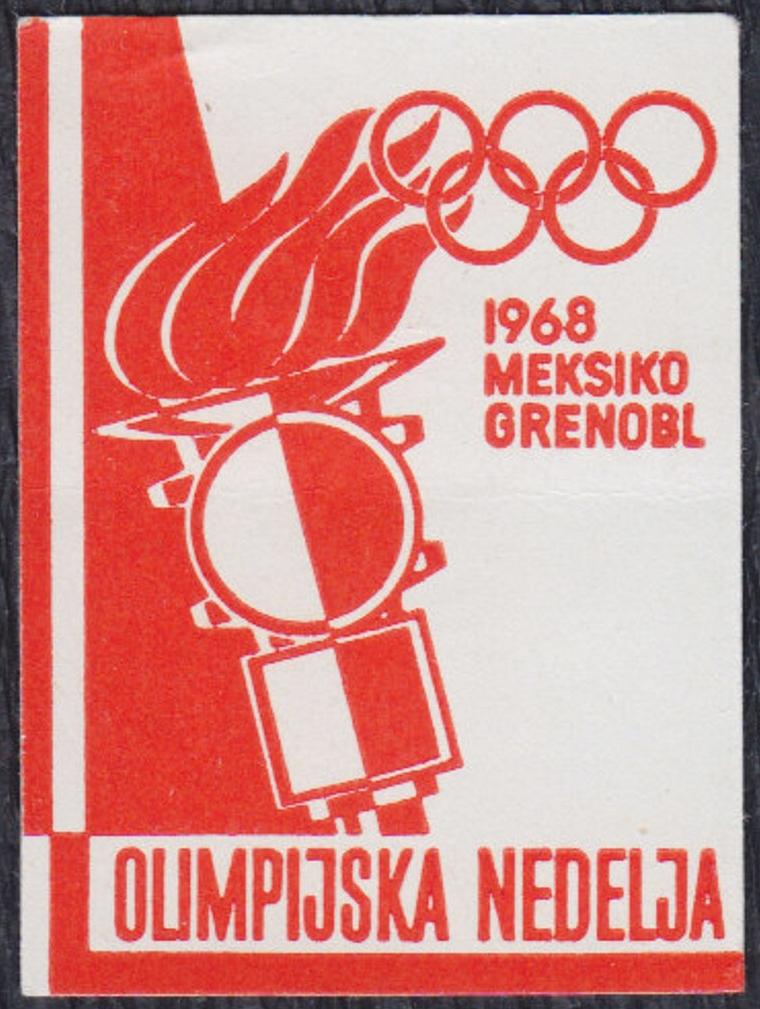 1968
MEKSIKO
GRENOBL
OLIMPIJSKA NEDELJA